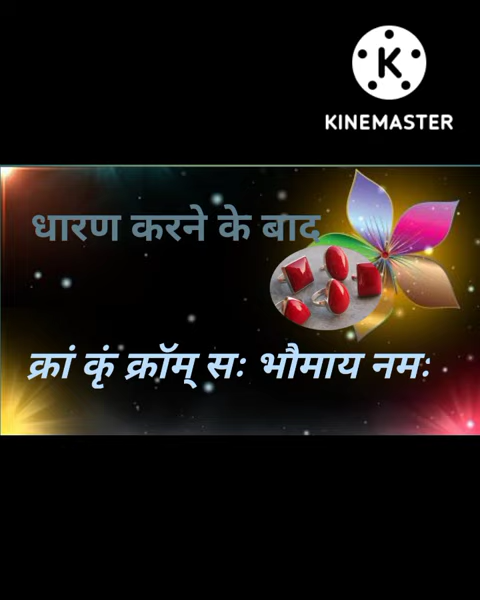 KINEMASTER
धारण करने के बाद
क्रां कृं क्रॉम् सः भौमाय नमः